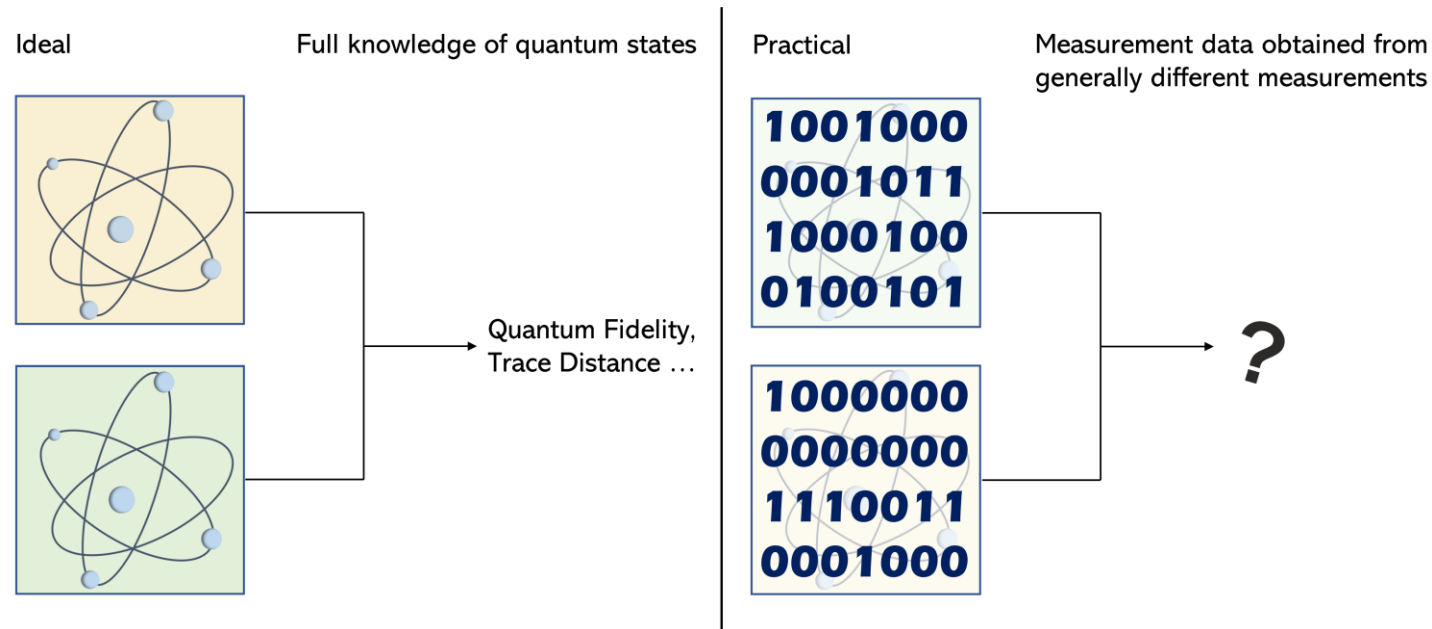 Ideal
Full knowledge of quantum states
Quantum Fidelity,
Trace Distance ...
Practical
Measurement data obtained from
generally different measurements
1001000
0001011
1000100
0100101
1000000
0000000
1110011
0001000
?